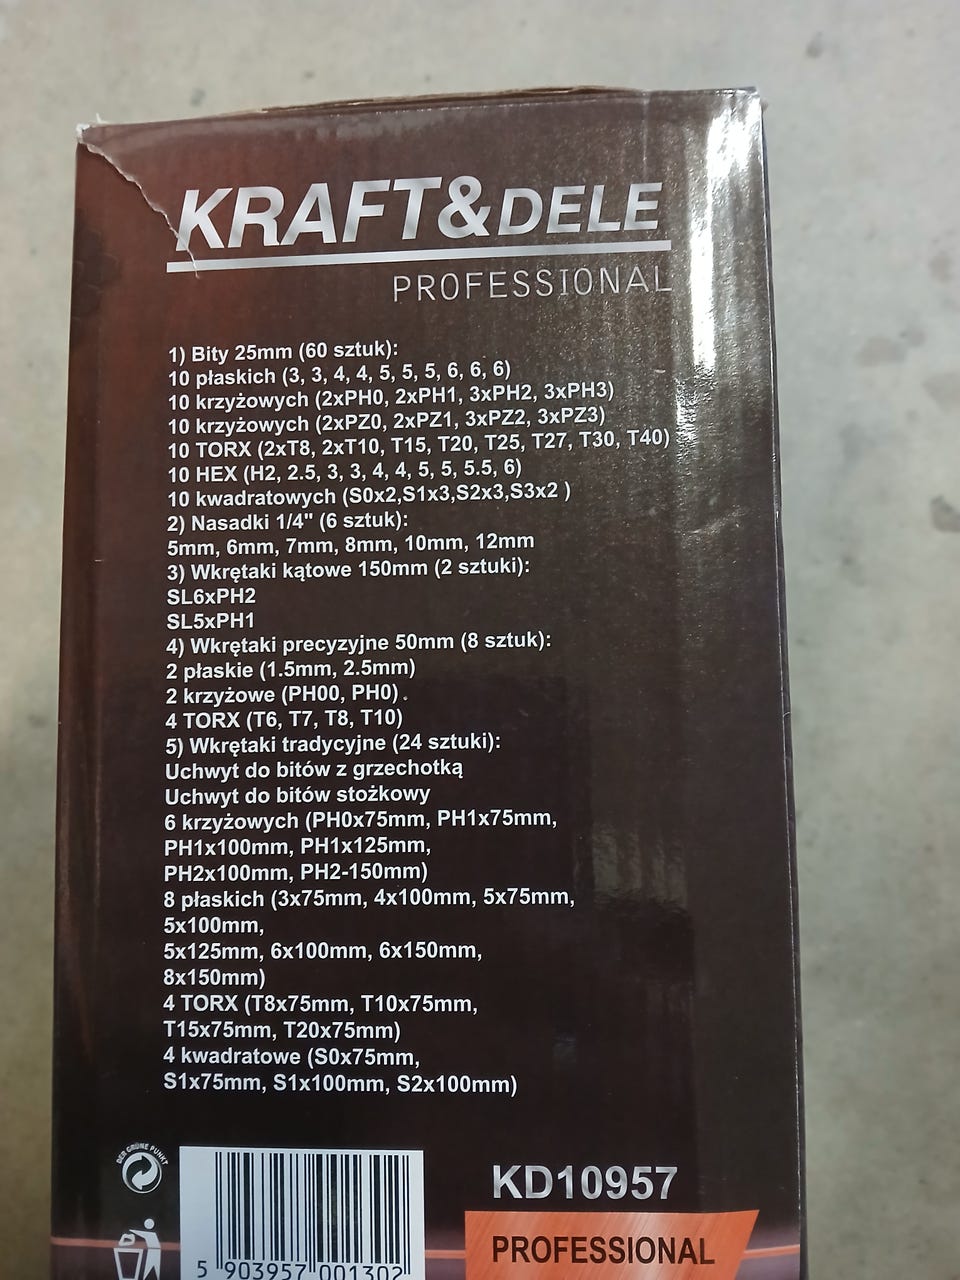 KRAFT&DELE
PROFESSIONAL
1) Bity 25mm (60 sztuk):
10 płaskich (3, 3, 4, 4, 5, 5, 5, 6, 6, 6)
10 krzyżowych (2xPH0, 2xPH1, 3xPH2, 3xPH3)
10 krzyżowych (2xPZ0, 2xPZ1, 3xPZ2, 3xPZ3)
10 TORX (2xT8, 2xT10, T15, T20, T25, T27, T30, T40)
10 HEX (H2, 2.5, 3, 3, 4, 4, 5, 5, 5.5, 6)
10 kwadratowych (S0x2,S1x3,S2x3,S3x2 )
2) Nasadki 1/4" (6 sztuk):
5mm, 6mm, 7mm, 8mm, 10mm, 12mm
3) Wkrętaki kątowe 150mm (2 sztuki):
SL6xPH2
SL5xPH1
4) Wkrętaki precyzyjne 50mm (8 sztuk):
2 płaskie (1.5mm, 2.5mm)
2 krzyżowe (PH00, PH0).
4 TORX (T6, T7, T8, T10)
5) Wkrętaki tradycyjne (24 sztuki):
Uchwyt do bitów z grzechotką
Uchwyt do bitów stożkowy
6 krzyżowych (PH0x75mm, PH1x75mm,
PH1x100mm, PH1x125mm,
PH2x100mm, PH2-150mm)
8 płaskich (3x75mm, 4x100mm, 5x75mm,
5x100mm,
5x125mm, 6x100mm, 6x150mm,
8x150mm)
4 TORX (T8x75mm, T10x75mm,
T15x75mm, T20x75mm)
4 kwadratowe (S0x75mm,
S1x75mm, S1x100mm, S2x100mm)
DER GRÜNE PUNKT
KD10957
PROFESSIONAL
5 903957 001302